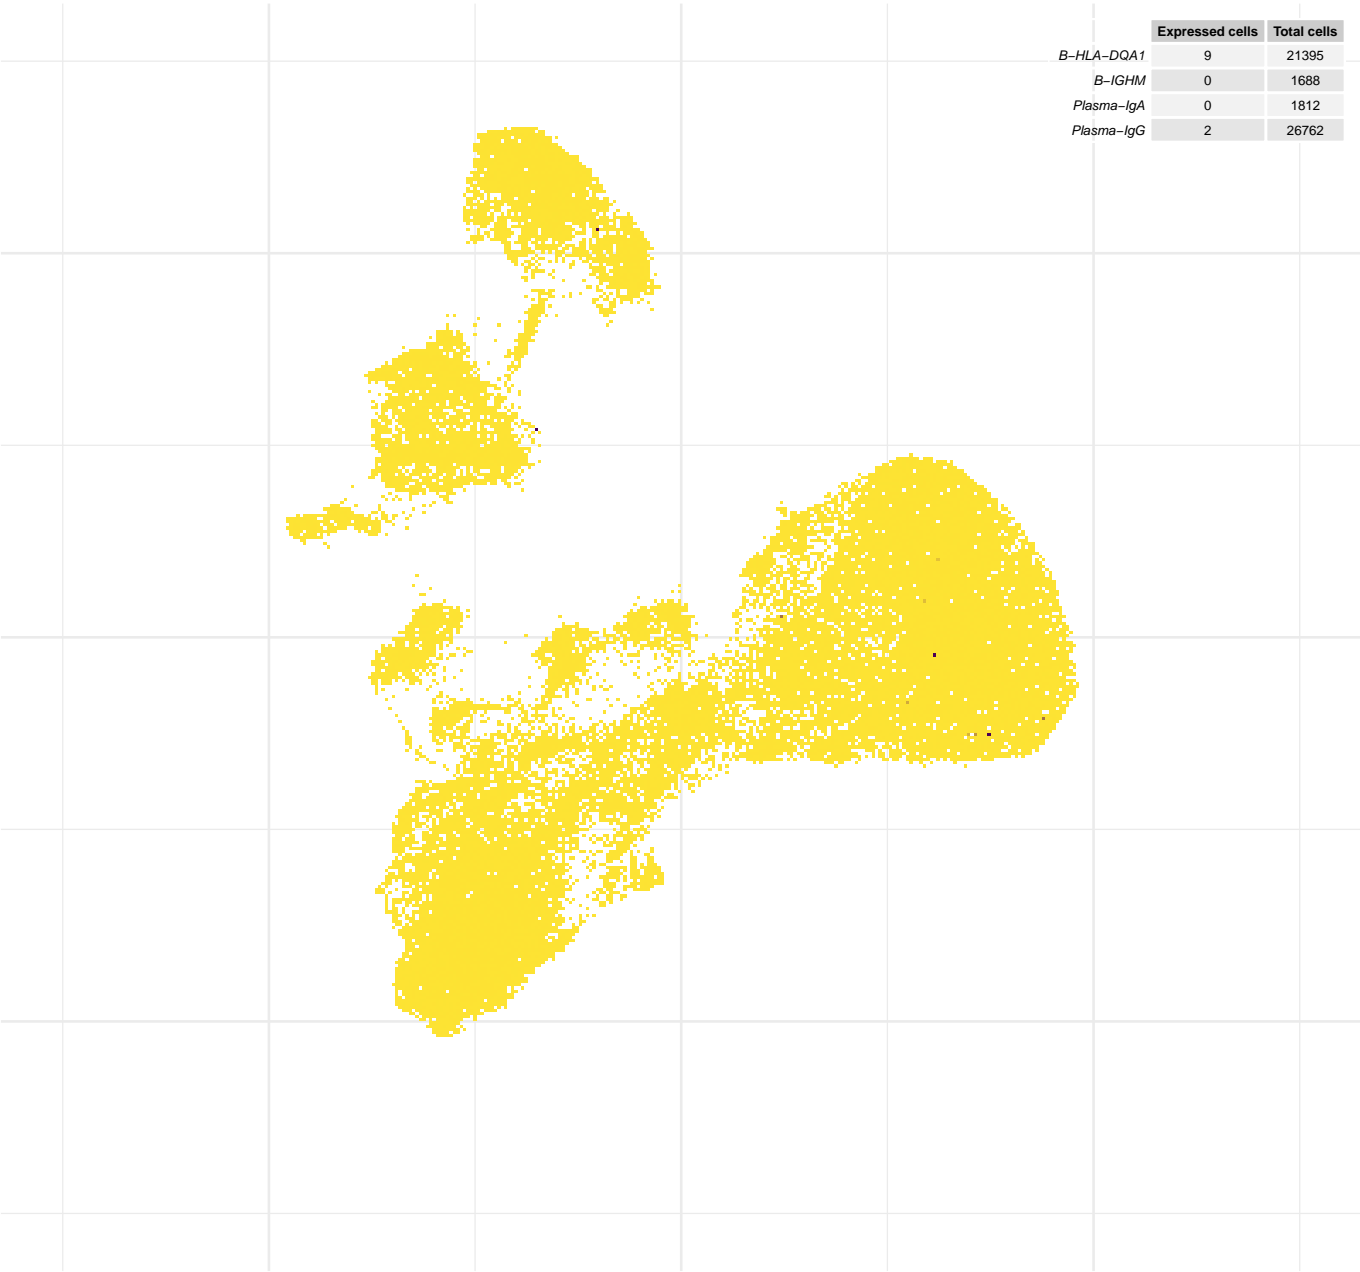 Expressed cells Total cells
B−HLA−DQA1 9 21395
B−IGHM 0 1688
Plasma−IgA 0 1812
Plasma−IgG 2 26762